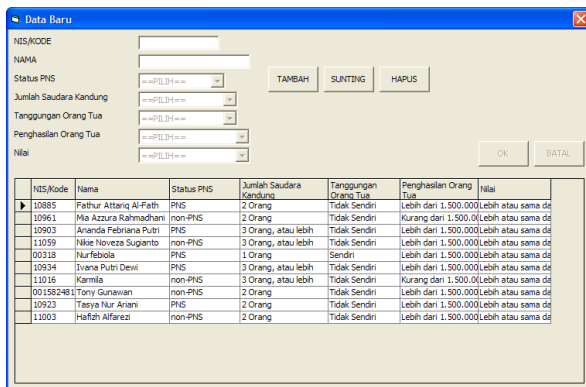 Data Baru
NIS/KODE
NAMA
Status PNS ==PILIH== TAMBAH SUNTING HAPUS
Jumlah Saudara Kandung ==PILIH==
Tanggungan Orang Tua ==PILIH==
Penghasilan Orang Tua ==PILIH==
Nilai ==PILIH== OK BATAL
NIS/Kode Nama Status PNS Jumlah Saudara Kandung Tanggungan Orang Tua Penghasilan Orang Tua Nilai
10885 Fathur Attariq Al-Fath PNS 2 Orang Tidak Sendiri Lebih dari 1.500.000 Lebih atau sama da
10961 Mia Azzura Rahmadhani non-PNS 2 Orang Tidak Sendiri Kurang dari 1.500.00 Lebih atau sama da
10903 Ananda Febriana Putri PNS 3 Orang, atau lebih Tidak Sendiri Lebih dari 1.500.000 Lebih atau sama da
11059 Nikie Noveza Sugianto non-PNS 3 Orang, atau lebih Tidak Sendiri Lebih dari 1.500.000 Lebih atau sama da
00318 Nurfebiola PNS 1 Orang Sendiri Lebih dari 1.500.000 Lebih atau sama da
10934 Ivana Putri Dewi PNS 3 Orang, atau lebih Tidak Sendiri Lebih dari 1.500.000 Lebih atau sama da
11016 Karmila non-PNS 3 Orang, atau lebih Tidak Sendiri Kurang dari 1.500.00 Lebih atau sama da
001582481 Tony Gunawan non-PNS 2 Orang Tidak Sendiri Lebih dari 1.500.000 Lebih atau sama da
10923 Tasya Nur Ariani PNS 2 Orang Tidak Sendiri Lebih dari 1.500.000 Lebih atau sama da
11003 Hafizh Alfarezi non-PNS 2 Orang Tidak Sendiri Lebih dari 1.500.000 Lebih atau sama da